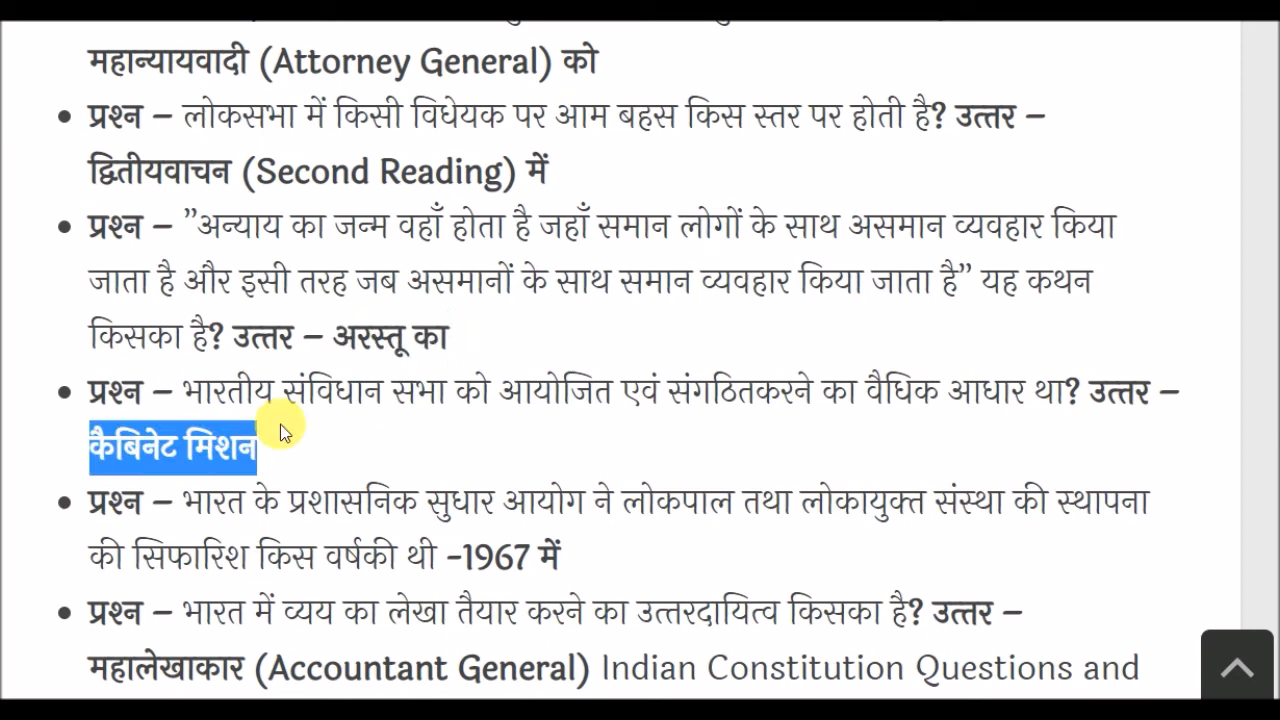 महान्यायवादी (Attorney General) को
प्रश्न – लोकसभा में किसी विधेयक पर आम बहस किस स्तर पर होती है? उत्तर –
द्वितीयवाचन (Second Reading) में
प्रश्न – ”अन्याय का जन्म वहाँ होता है जहाँ समान लोगों के साथ असमान व्यवहार किया
जाता है और इसी तरह जब असमानों के साथ समान व्यवहार किया जाता है” यह कथन
किसका है? उत्तर – अरस्तू का
प्रश्न – भारतीय संविधान सभा को आयोजित एवं संगठितकरने का वैधिक आधार था? उत्तर –
कैबिनेट मिशन
प्रश्न – भारत के प्रशासनिक सुधार आयोग ने लोकपाल तथा लोकायुक्त संस्था की स्थापना
की सिफारिश किस वर्षकी थी -1967 में
प्रश्न – भारत में व्यय का लेखा तैयार करने का उत्तरदायित्व किसका है? उत्तर –
महालेखाकार (Accountant General) Indian Constitution Questions and